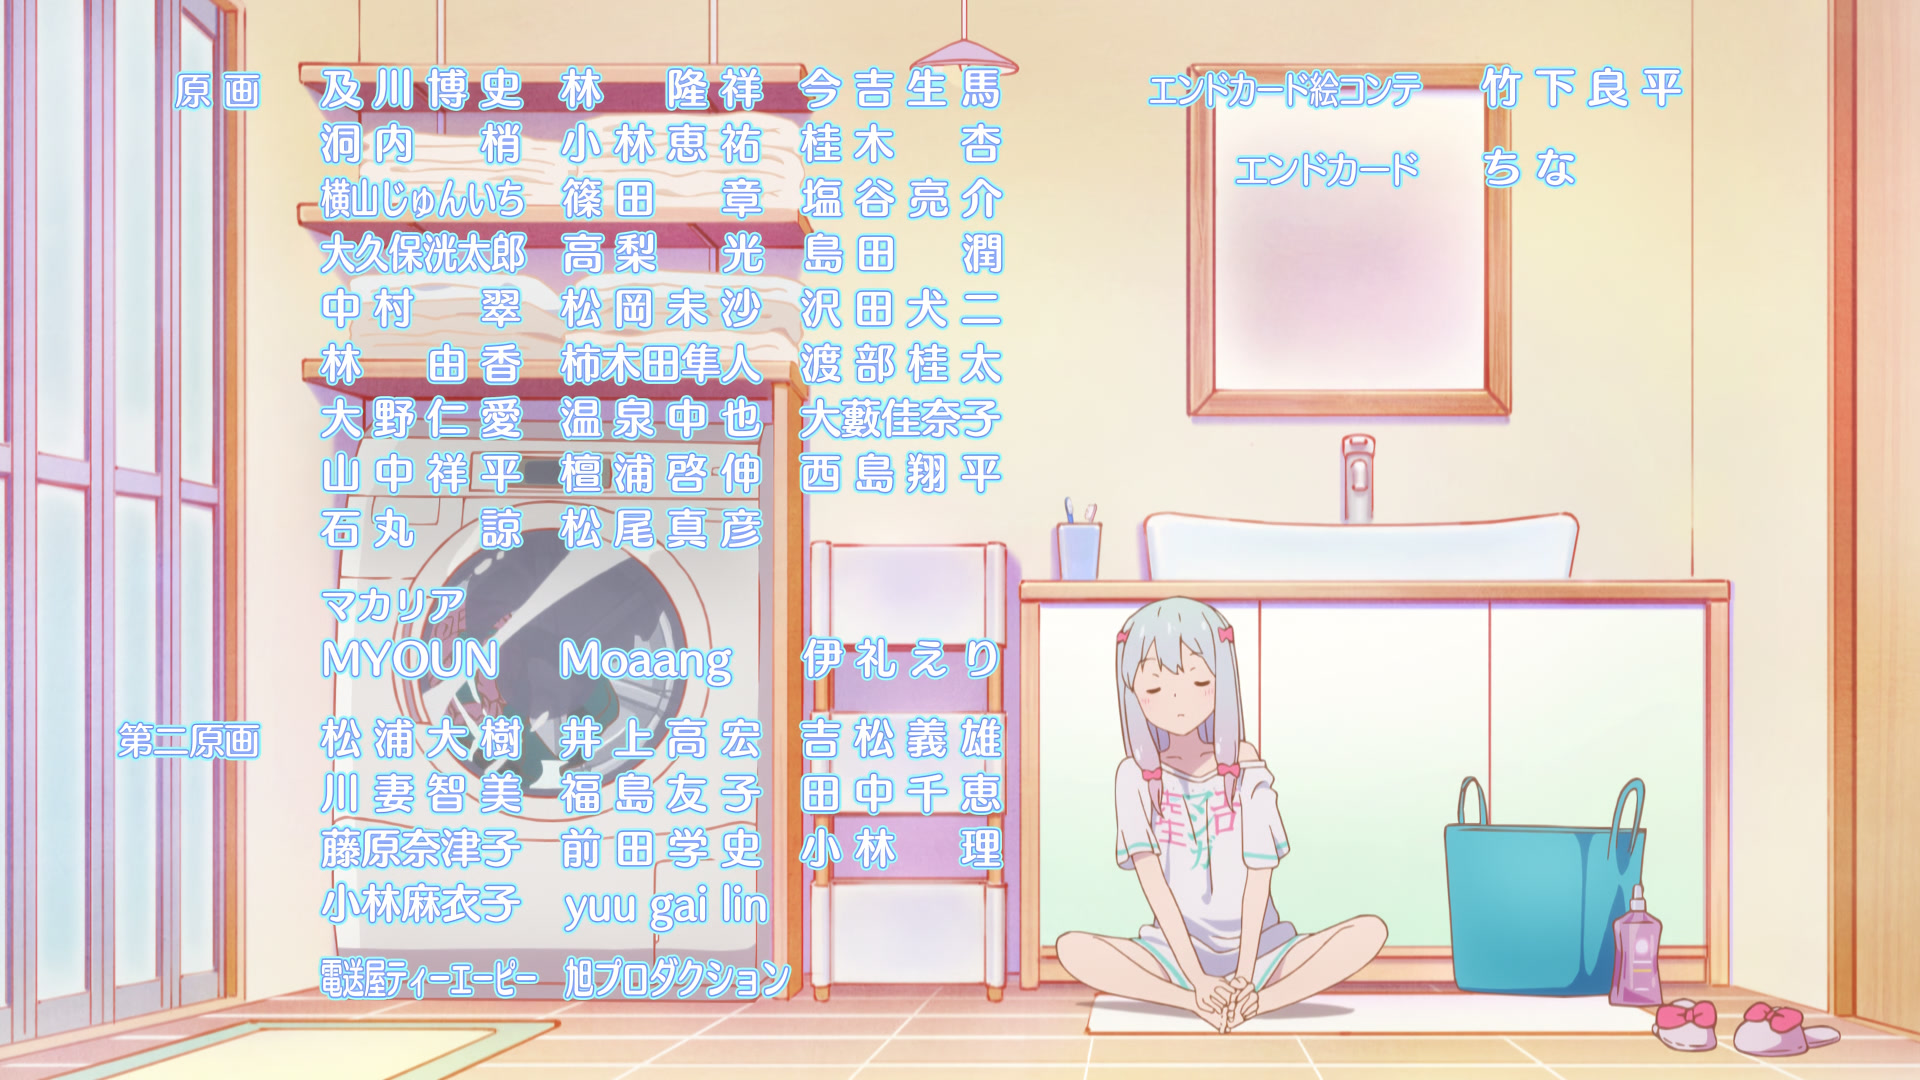 原画 及川博史 林 隆祥 今吉生馬
洞内 梢 小林恵祐 桂木 杏
横山じゅんいち 篠田 章 塩谷亮介
大久保洸太郎 高梨 光 島田 潤
中村 翠 松岡未沙 沢田犬二
林 由香 柿木田隼人 渡部桂太
大野仁愛 温泉中也 大藪佳奈子
山中祥平 檀浦啓伸 西島翔平
石丸 諒 松尾真彦
マカリア
MYOUN Moaang 伊礼えり
第二原画 松浦大樹 井上高宏 吉松義雄
川妻智美 福島友子 田中千恵
藤原奈津子 前田学史 小林 理
小林麻衣子 yuu gai lin
電送屋ティーエーピー 旭プロダクション
エンドカード絵コンテ 竹下良平
エンドカード ちな